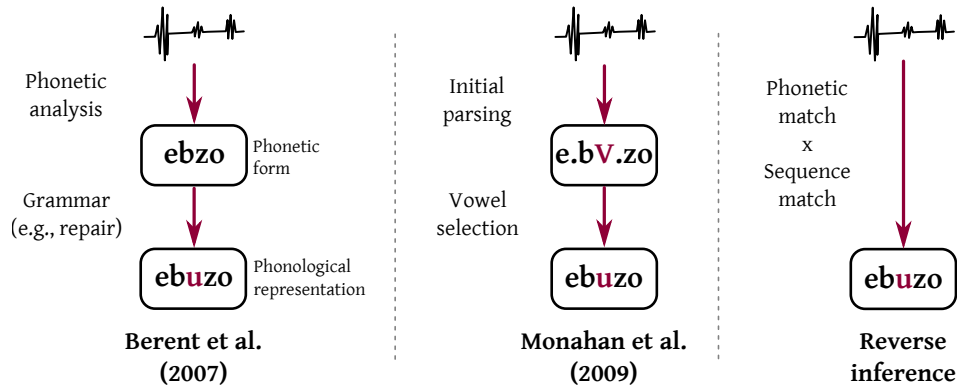 Phonetic
analysis
ebzo
Phonetic
form
Grammar
(e.g., repair)
ebuzo
Phonological
representation
Berent et al.
(2007)
Initial
parsing
e.bV.zo
Vowel
selection
ebuzo
Monahan et al.
(2009)
Phonetic
match
x
Sequence
match
ebuzo
Reverse
inference